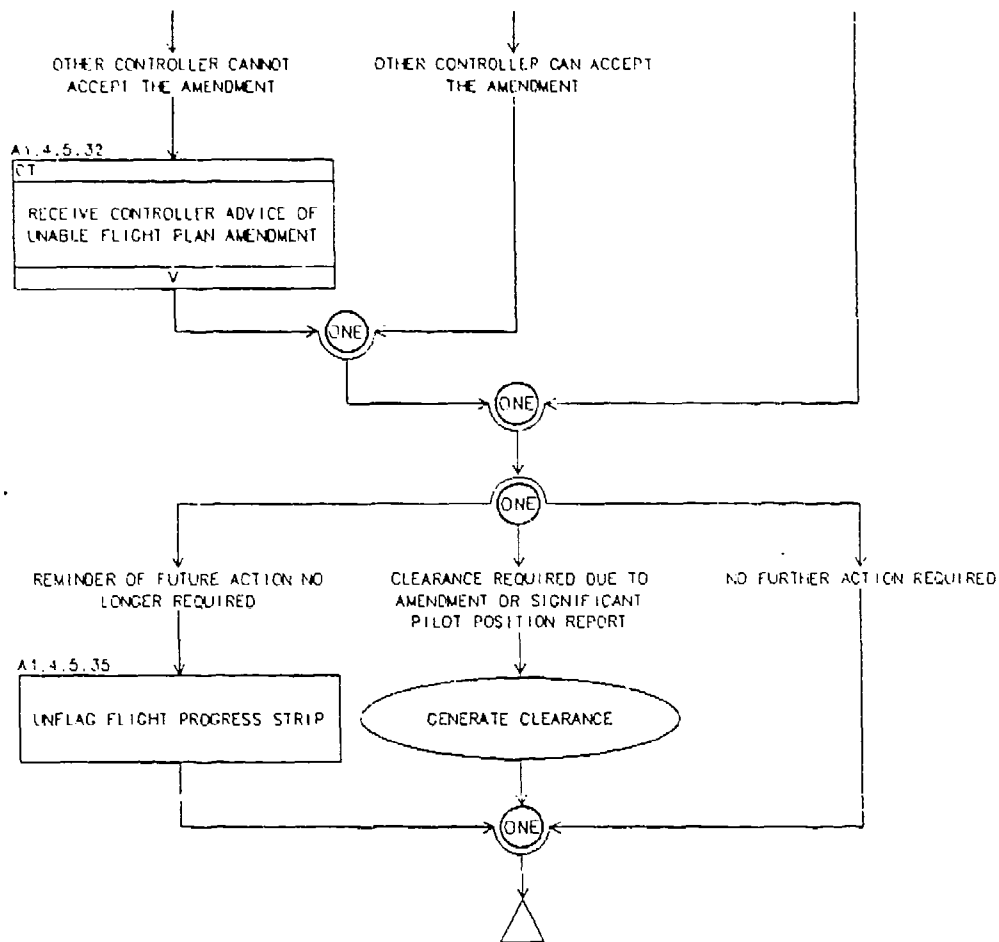 OTHER CONTROLLER CANNOT
ACCEPT THE AMENDMENT
OTHER CONTROLLER CAN ACCEPT
THE AMENDMENT
A1.4.5.32
CT
RECEIVE CONTROLLER ADVICE OF
UNABLE FLIGHT PLAN AMENDMENT
V
ONE
ONE
ONE
REMINDER OF FUTURE ACTION NO
LONGER REQUIRED
CLEARANCE REQUIRED DUE TO
AMENDMENT OR SIGNIFICANT
PILOT POSITION REPORT
NO FURTHER ACTION REQUIRED
A1.4.5.35
UNFLAG FLIGHT PROGRESS STRIP
GENERATE CLEARANCE
ONE